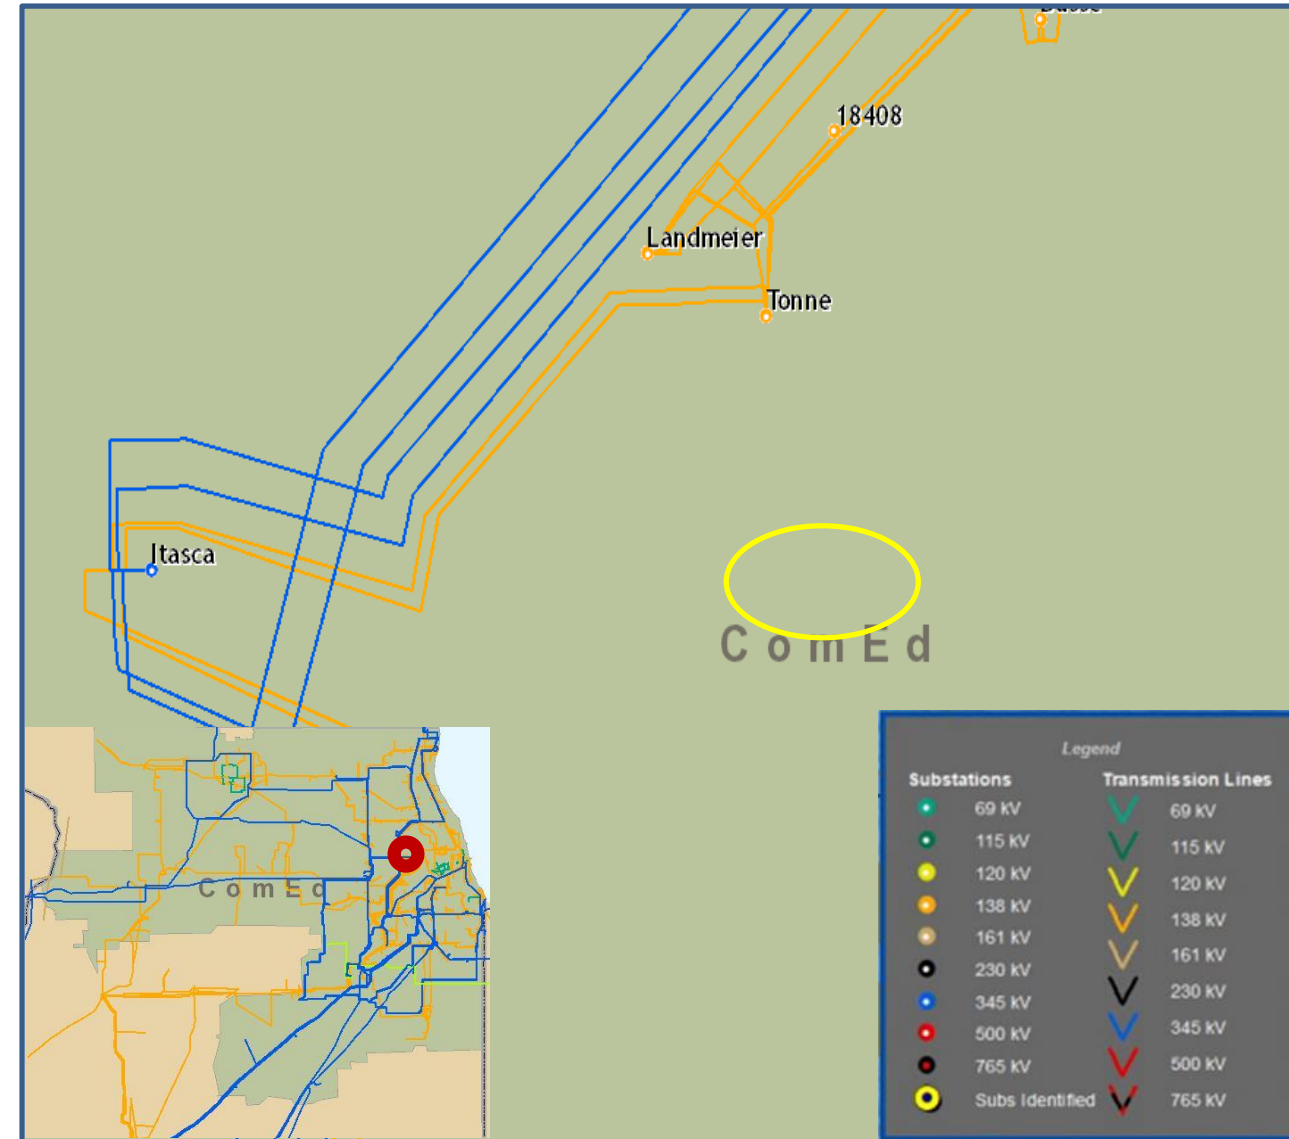 18408
Landmeier
Tonne
Itasca
ComEd
ComEd
Legend
Substations
Transmission Lines
69 kV
69 kV
115 kV
115 kV
120 kV
120 kV
138 kV
138 kV
161 kV
161 kV
230 kV
230 kV
345 kV
345 kV
500 kV
500 kV
765 kV
765 kV
Subs Identified